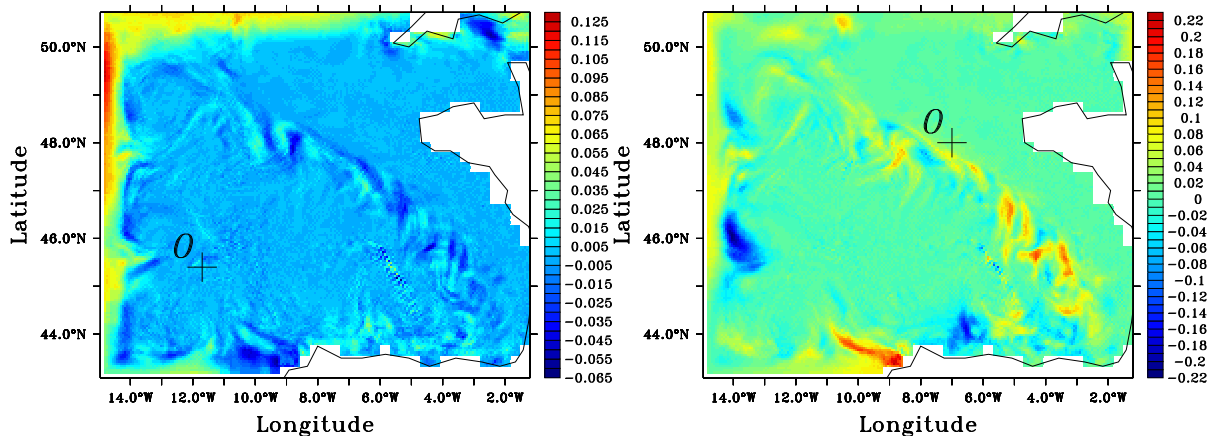 50.0°N
48.0°N
46.0°N
44.0°N
Latitude
14.0°W 12.0°W 10.0°W 8.0°W 6.0°W 4.0°W 2.0°W
Longitude
O
0.125
0.115
0.105
0.095
0.085
0.075
0.065
0.055
0.045
0.035
0.025
0.015
0.005
−0.005
−0.015
−0.025
−0.035
−0.045
−0.055
−0.065
50.0°N
48.0°N
46.0°N
44.0°N
Latitude
14.0°W 12.0°W 10.0°W 8.0°W 6.0°W 4.0°W 2.0°W
Longitude
O
0.22
0.2
0.2
0.16
0.14
0.12
0.1
0.08
0.06
0.04
0.02
0
−0.02
−0.04
−0.06
−0.08
−0.1
−0.12
−0.14
−0.16
−0.18
−0.2
−0.22